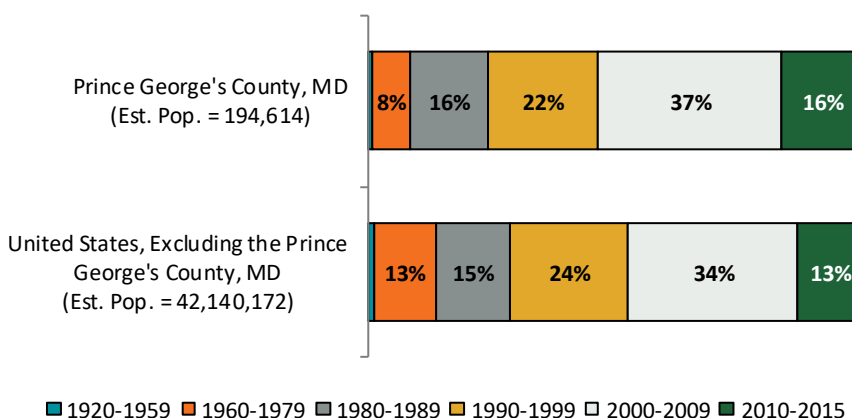 Prince George's County, MD
(Est. Pop. = 194,614)
8% 16% 22% 37% 16%
United States, Excluding the Prince
George's County, MD
(Est. Pop. = 42,140,172)
13% 15% 24% 34% 13%
1920-1959 1960-1979 1980-1989 1990-1999 2000-2009 2010-2015